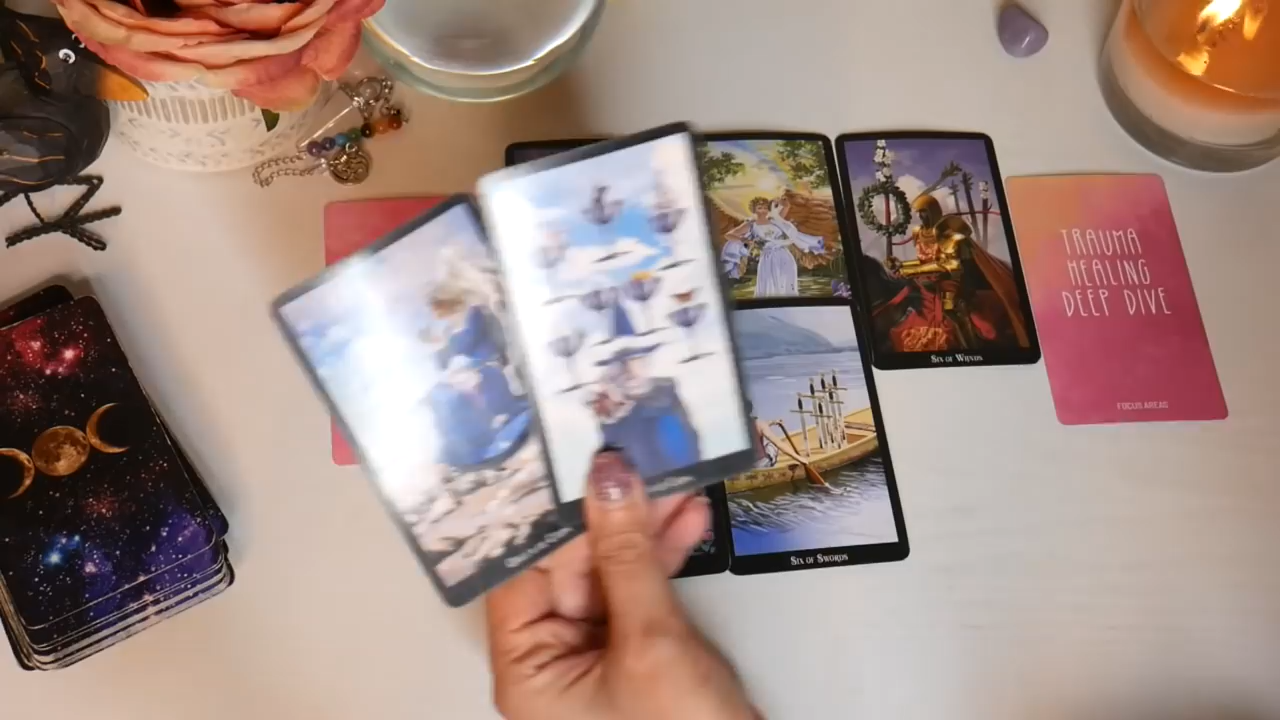 TRAUMA
HEALING
DEEP DIVE
FOCUS AREAS
SIX OF WANDS
SIX OF SWORDS